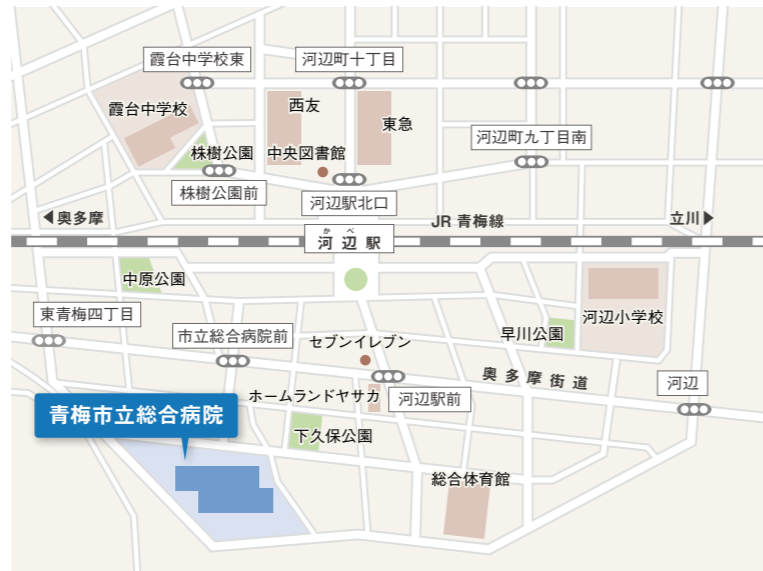 霞台中学校東
河辺町十丁目
霞台中学校
西友
東急
河辺町九丁目南
株樹公園
中央図書館
株樹公園前
河辺駅北口
◀奥多摩
JR 青梅線
立川▶
かべ
河辺駅
中原公園
東青梅四丁目
市立総合病院前
セブンイレブン
早川公園
河辺小学校
奥多摩街道
河辺
ホームランドヤサカ
河辺駅前
青梅市立総合病院
下久保公園
総合体育館